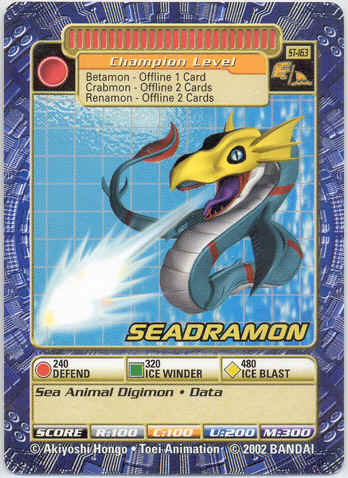 ST-163
Champion Level
Betamon - Offline 1 Card
Crabmon - Offline 2 Cards
Renamon - Offline 2 Cards
SEADRAMON
240 DEFEND 320 ICE WINDER 480 ICE BLAST
Sea Animal Digimon • Data
SCORE R:100 C:100 U:200 M:300
© Akiyoshi Hongo • Toei Animation © 2002 BANDAI